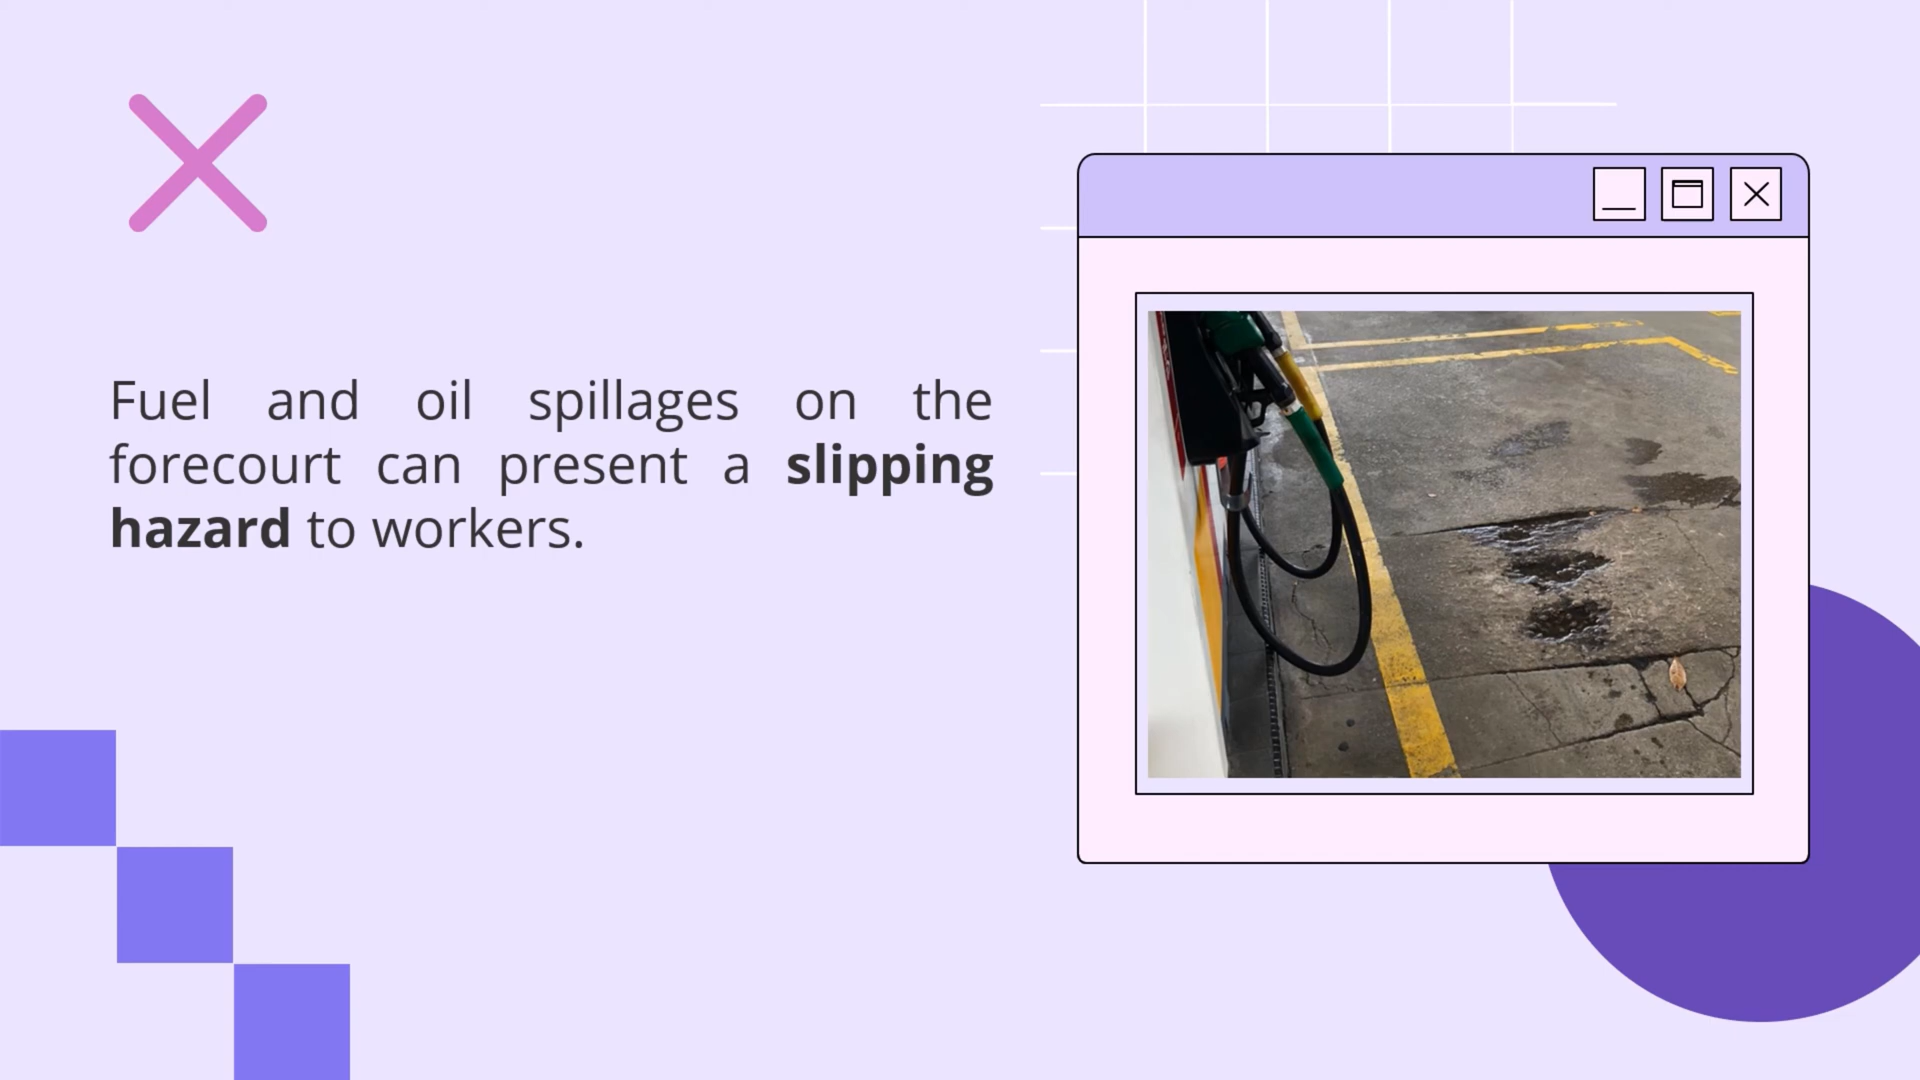 Fuel and oil spillages on the
forecourt can present a slipping
hazard to workers.